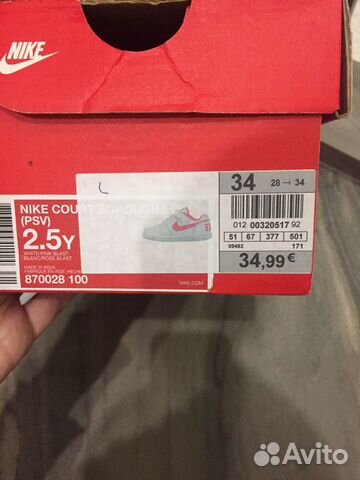 NIKE
NIKE COURT BOROUGH L
(PSV)
2.5Y
WHITE/PINK BLAST
BLANC/ROSE BLAST
MADE IN INDIA
870028 100
NIKE.COM
34
28 → 34
012 00320517 92
51 67 377 501
09482 171
34,99 €
Avito